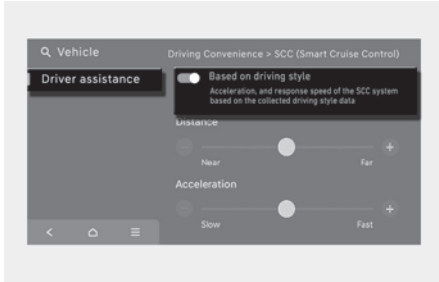 Vehicle
Driving Convenience > SCC (Smart Cruise Control)
Driver assistance
Based on driving style
Acceleration, and response speed of the SCC system
based on the collected driving style data
Distance
Near
Far
Acceleration
Slow
Fast